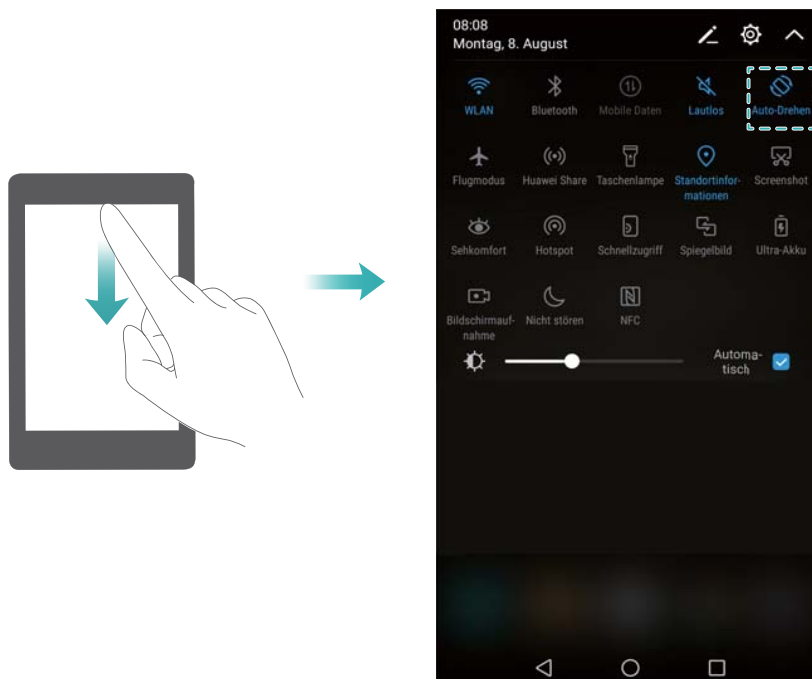 08:08
Montag, 8. August
WLAN Bluetooth Mobile Daten Lautlos Auto-Drehen
Flugmodus Huawei Share Taschenlampe Standortinfor- Screenshot
mationen
Sehkomfort Hotspot Schnellzugriff Spiegelbild Ultra-Akku
Bildschirmauf- Nicht stören NFC
nahme
Automa-
tisch